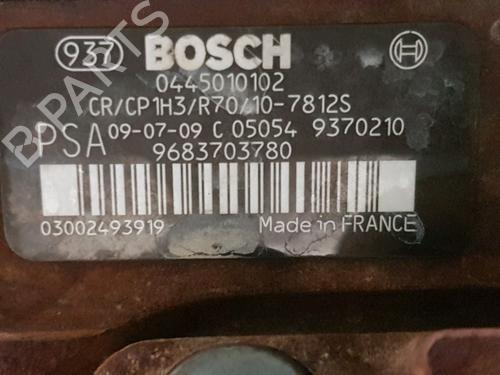 937 BOSCH
0445010102
CR/CP1H3/R70/10-7812S
PSA 09-07-09 C 05054 9370210
9683703780
03002493919 Made in FRANCE
B-PARTS